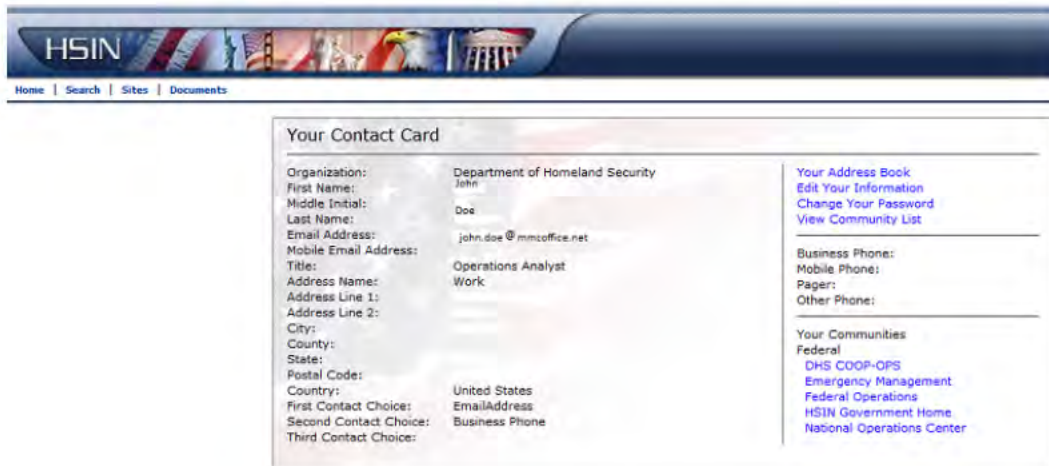 HSIN
Home | Search | Sites | Documents
Your Contact Card
Organization: Department of Homeland Security
First Name: John
Middle Initial:
Last Name: Doe
Email Address: john.doe@mmcoffice.net
Mobile Email Address:
Title: Operations Analyst
Address Name: Work
Address Line 1:
Address Line 2:
City:
County:
State:
Postal Code:
Country: United States
First Contact Choice: EmailAddress
Second Contact Choice: Business Phone
Third Contact Choice:
Your Address Book
Edit Your Information
Change Your Password
View Community List
Business Phone:
Mobile Phone:
Pager:
Other Phone:
Your Communities
Federal
DHS COOP-OPS
Emergency Management
Federal Operations
HSIN Government Home
National Operations Center